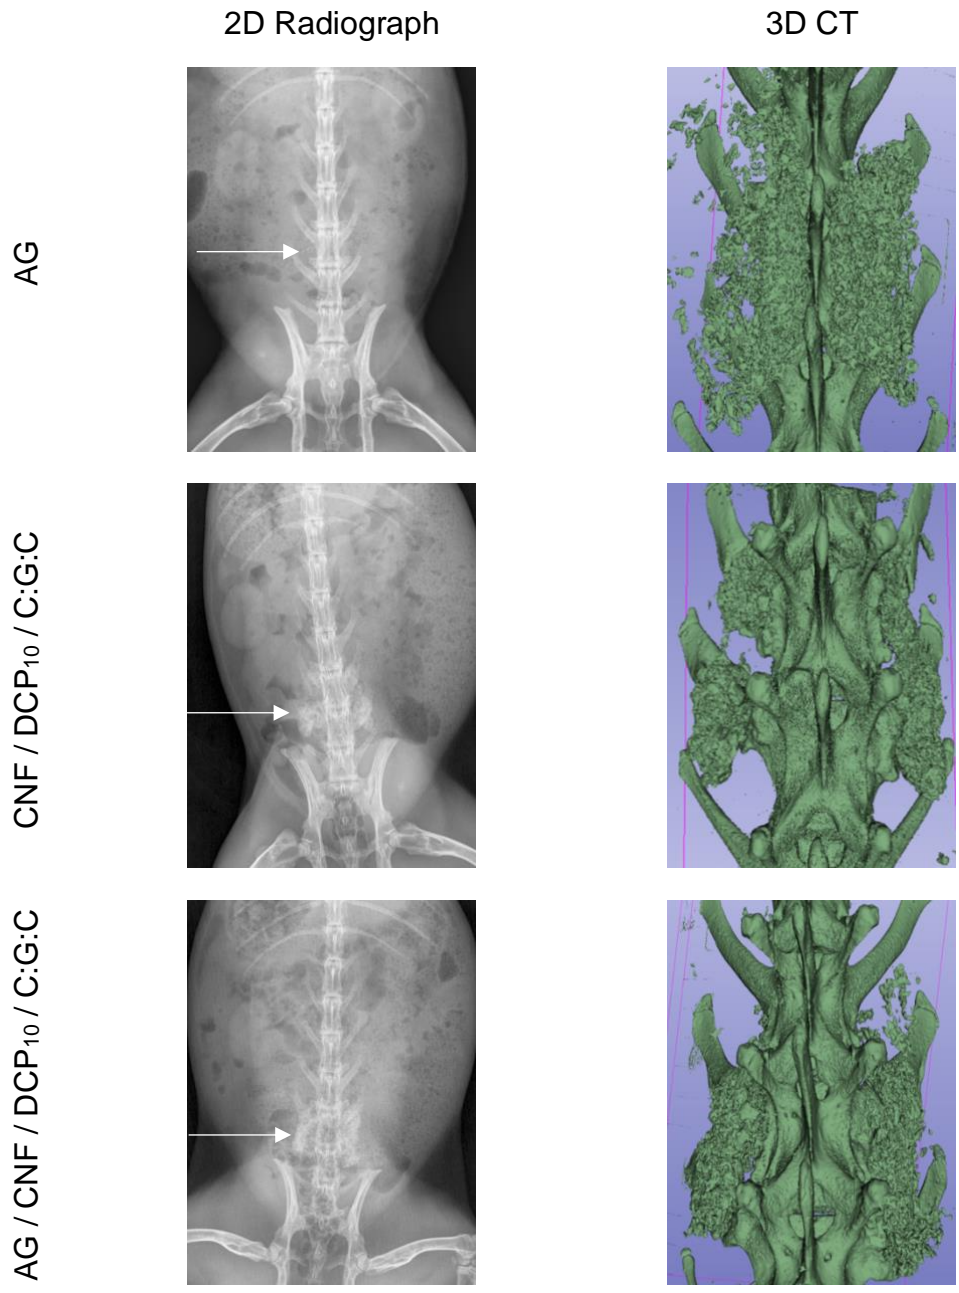 2D Radiograph 3D CT
AG
CNF / DCP₁₀ / C:G:C
AG / CNF / DCP₁₀ / C:G:C